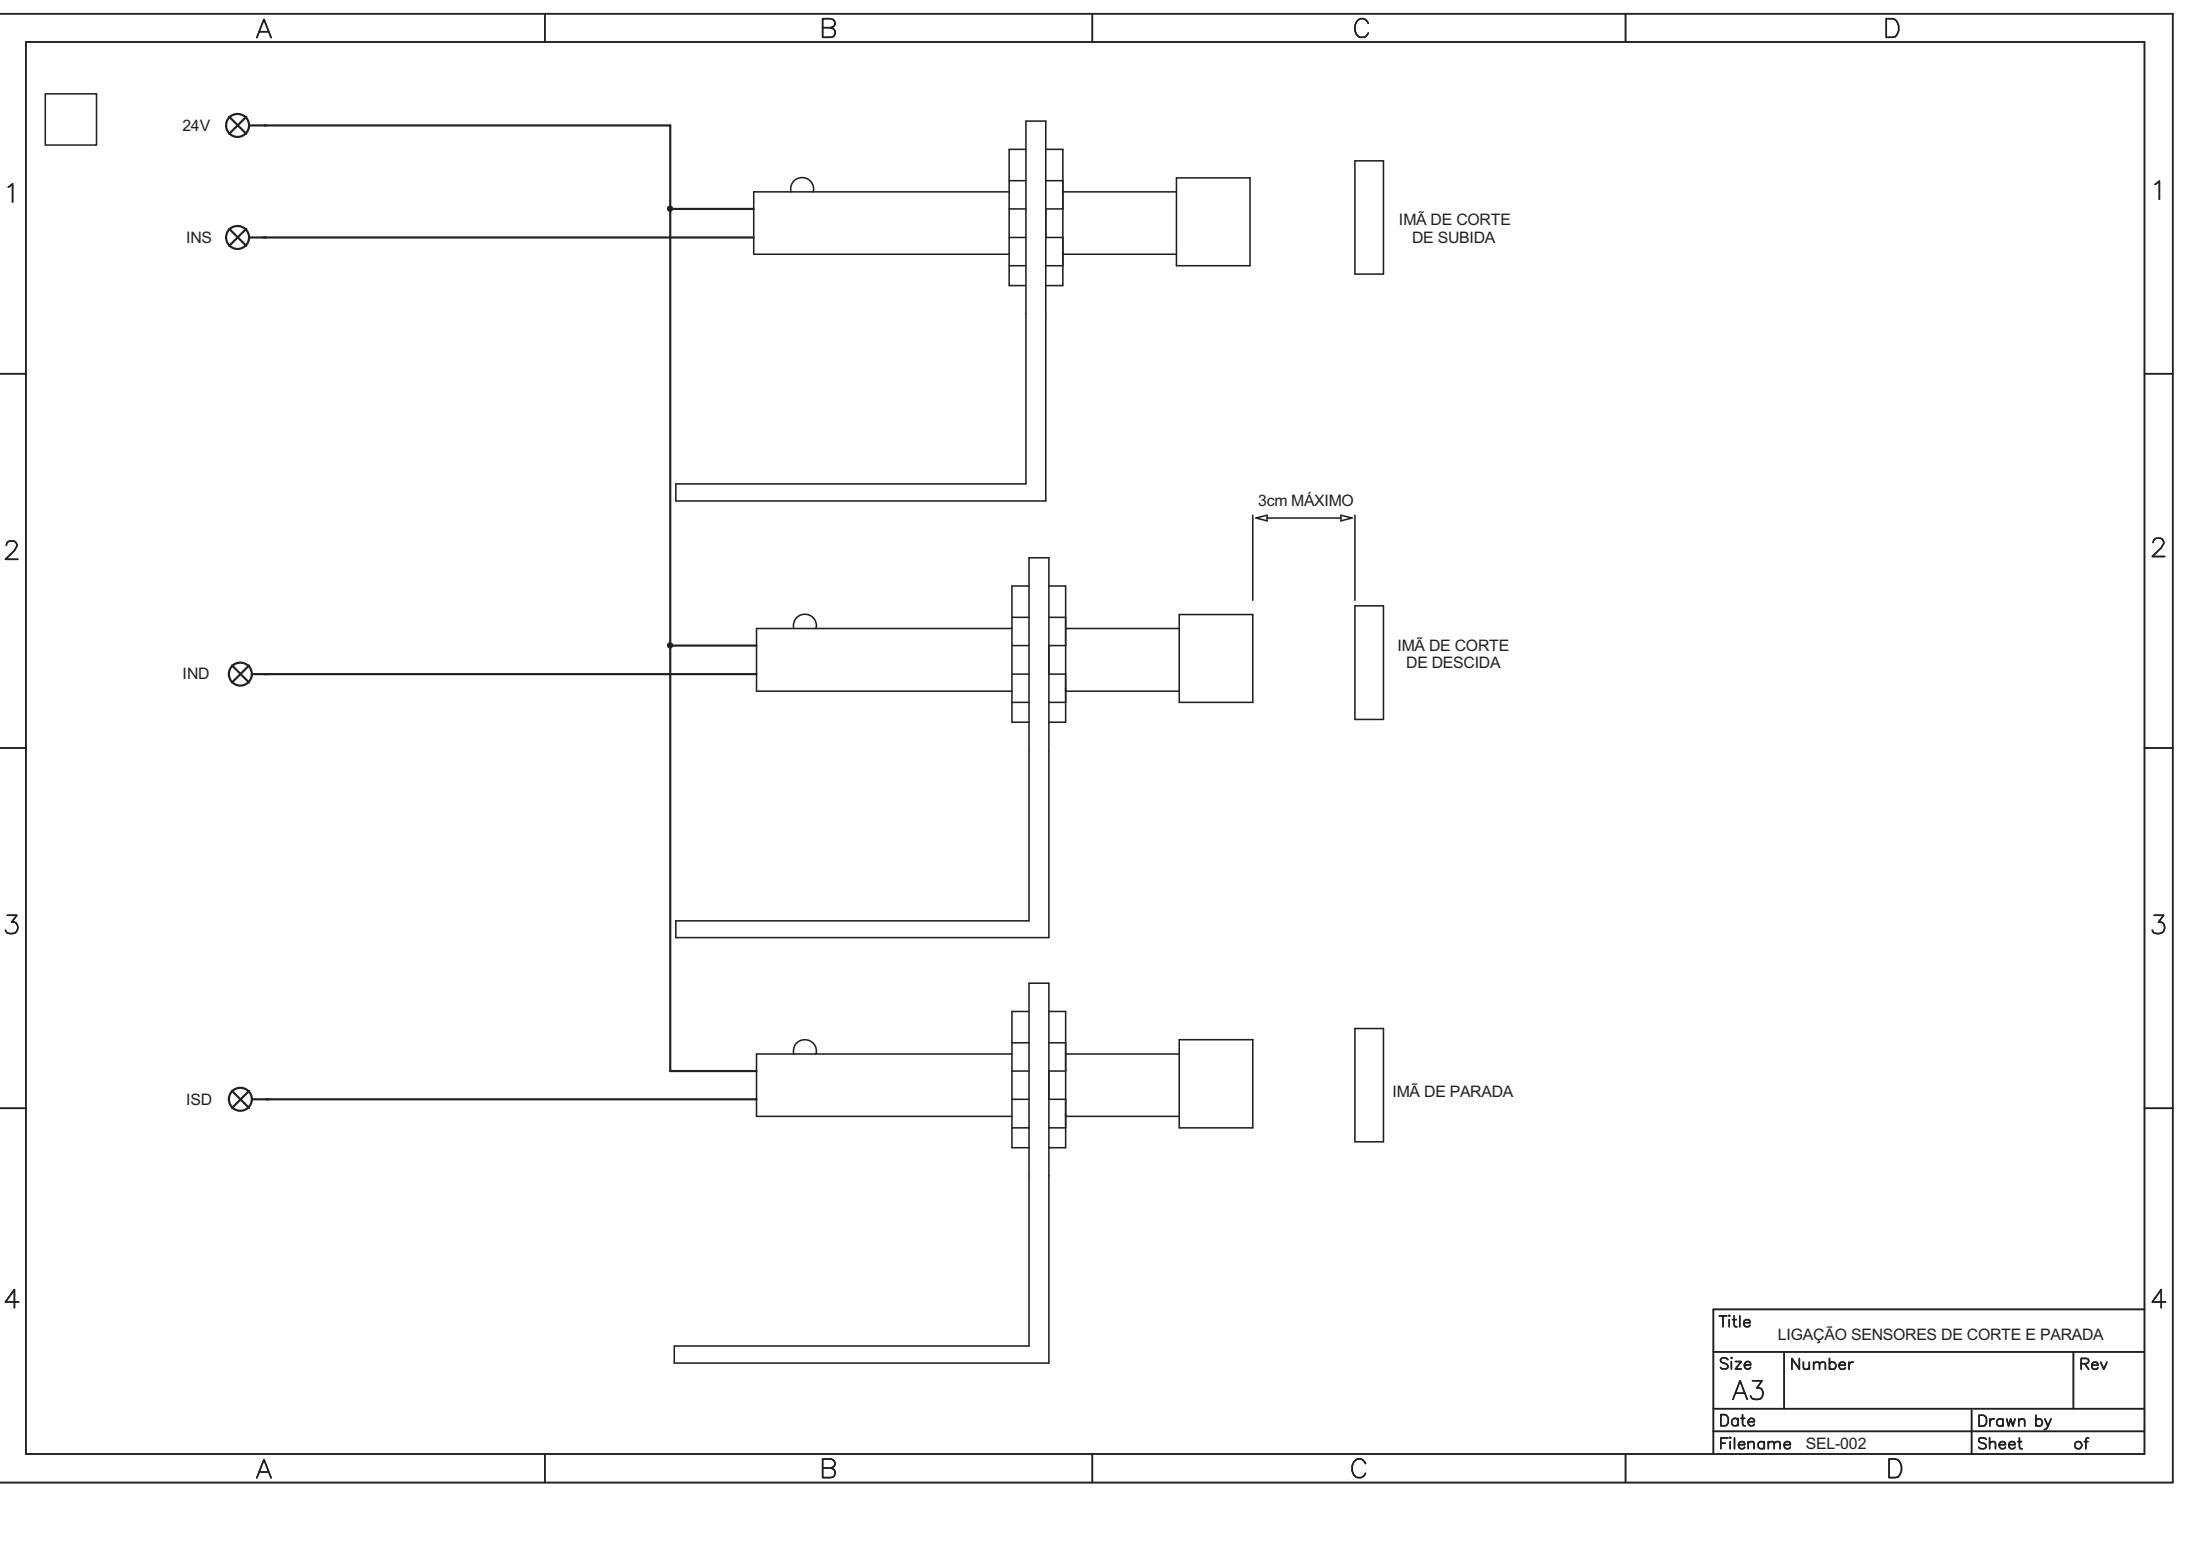 A B C D
24V
1 1
INS
IMÃ DE CORTE
DE SUBIDA
3cm MÁXIMO
2 2
IMÃ DE CORTE
DE DESCIDA
IND
3 3
ISD
IMÃ DE PARADA
4 4
Title
LIGAÇÃO SENSORES DE CORTE E PARADA
Size Number Rev
A3
Date Drawn by
Filename SEL-002 Sheet of
A B C D